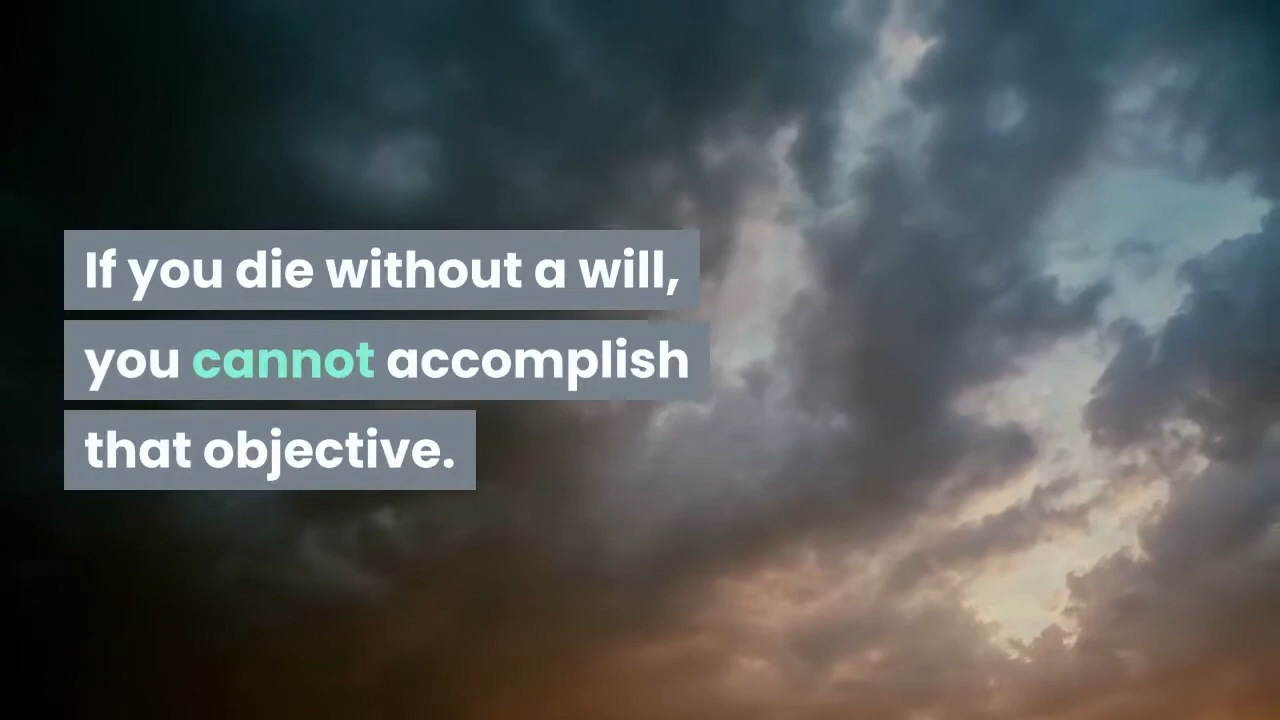 If you die without a will,
you cannot accomplish
that objective.